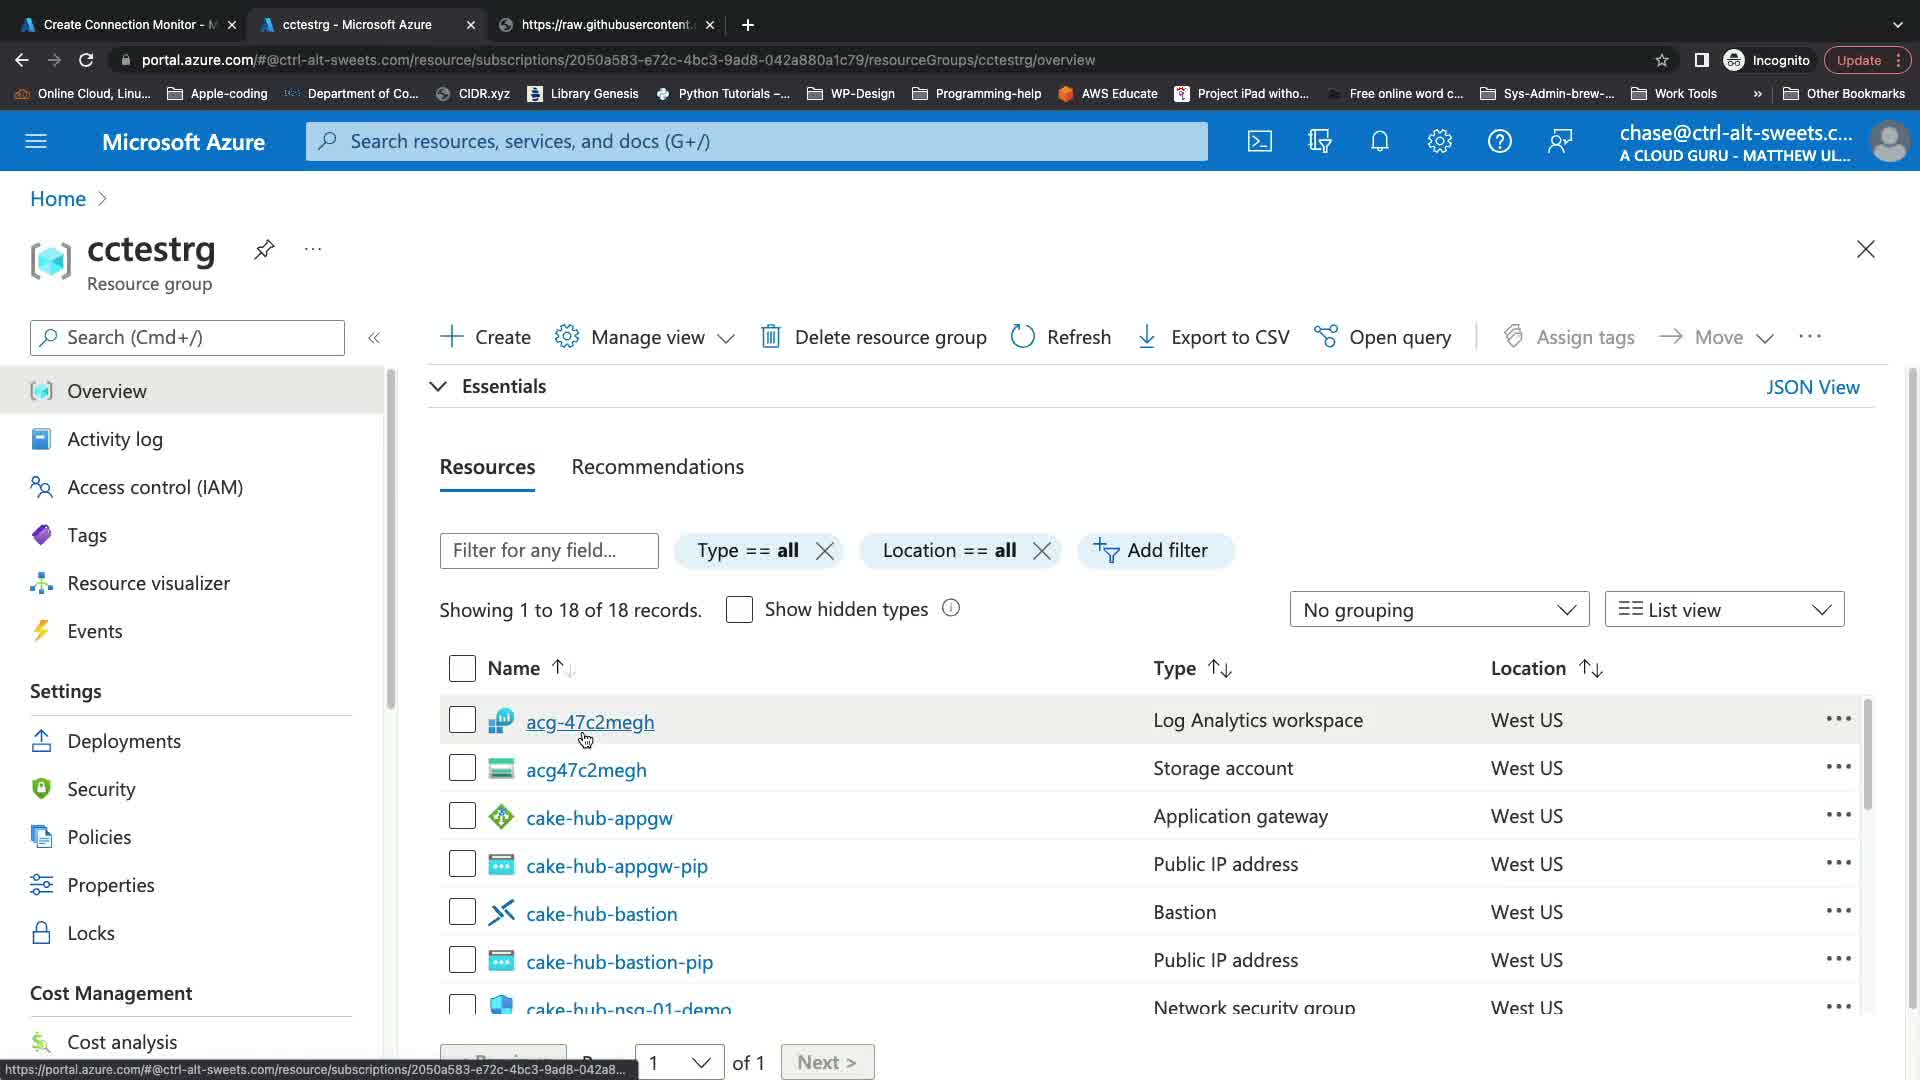 Create Connection Monitor - M
cctestrg - Microsoft Azure
https://raw.githubusercontent.
portal.azure.com/#@ctrl-alt-sweets.com/resource/subscriptions/2050a583-e72c-4bc3-9ad8-042a880a1c79/resourceGroups/cctestrg/overview
Incognito
Update
Online Cloud, Linu...
Apple-coding
Department of Co...
CIDR.xyz
Library Genesis
Python Tutorials –...
WP-Design
Programming-help
AWS Educate
Project iPad witho...
Free online word c...
Sys-Admin-brew-...
Work Tools
»
Other Bookmarks
Microsoft Azure
Search resources, services, and docs (G+/)
chase@ctrl-alt-sweets.c...
A CLOUD GURU - MATTHEW UL...
Home
cctestrg
Resource group
Search (Cmd+/)
Create
Manage view
Delete resource group
Refresh
Export to CSV
Open query
Assign tags
Move
Essentials
JSON View
Overview
Activity log
Access control (IAM)
Tags
Resource visualizer
Events
Settings
Deployments
Security
Policies
Properties
Locks
Cost Management
Cost analysis
Resources
Recommendations
Filter for any field...
Type == all
Location == all
Add filter
Showing 1 to 18 of 18 records.
Show hidden types
No grouping
List view
Name
Type
Location
acg-47c2megh
Log Analytics workspace
West US
acg47c2megh
Storage account
West US
cake-hub-appgw
Application gateway
West US
cake-hub-appgw-pip
Public IP address
West US
cake-hub-bastion
Bastion
West US
cake-hub-bastion-pip
Public IP address
West US
cake-hub-nsg-01-demo
Network security group
West US
1
of 1
Next >
https://portal.azure.com/#@ctrl-alt-sweets.com/resource/subscriptions/2050a583-e72c-4bc3-9ad8-042a8...